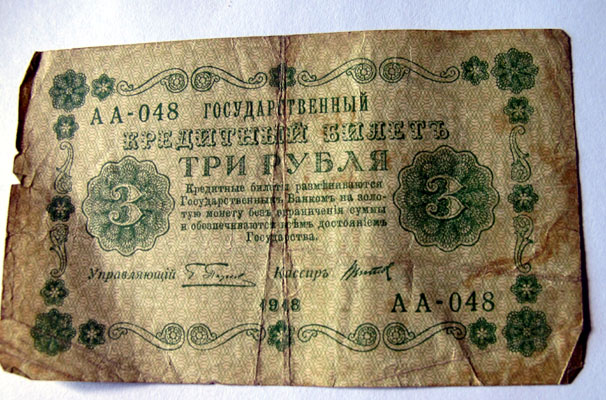 АА-048 ГОСУДАРСТВЕННЫЙ
КРЕДИТНЫЙ БИЛЕТЪ
ТРИ РУБЛЯ
3
3
Кредитные билеты размѣниваются
Государственнымъ Банкомъ на золо-
тую монету безъ ограниченія суммы
и обезпечиваются всѣмъ достояніемъ
Государства.
Управляющій
Кассиръ
1918
АА-048